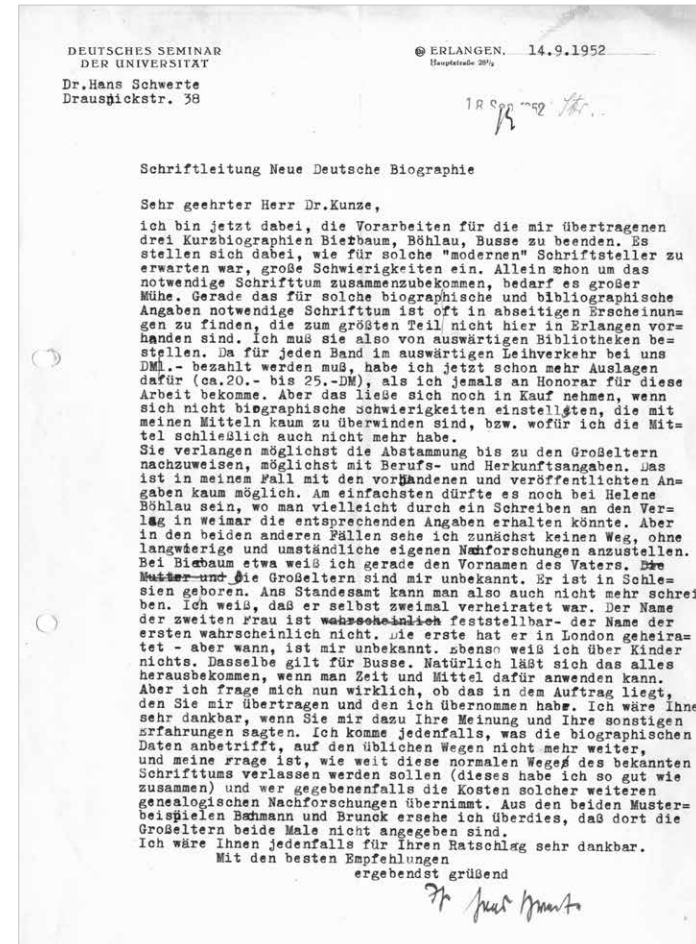 DEUTSCHES SEMINAR
DER UNIVERSITÄT
ERLANGEN, 14.9.1952
Hauptstraße 28½
Dr.Hans Schwerte
Drauspickstr. 38
Schriftleitung Neue Deutsche Biographie
Sehr geehrter Herr Dr.Kunze,
ich bin jetzt dabei, die Vorarbeiten für die mir übertragenen
drei Kurzbiographien Bierbaum, Böhlau, Busse zu beenden. Es
stellen sich dabei, wie für solche "modernen" Schriftsteller zu
erwarten war, große Schwierigkeiten ein. Allein schon um das
notwendige Schrifttum zusammenzubekommen, bedarf es großer
Mühe. Gerade das für solche biographische und bibliographische
Angaben notwendige Schrifttum ist oft in abseitigen Erscheinun=
gen zu finden, die zum größten Teil nicht hier in Erlangen vor=
handen sind. Ich muß sie also von auswärtigen Bibliotheken be=
stellen. Da für jeden Band im auswärtigen Leihverkehr bei uns
DM1.- bezahlt werden muß, habe ich jetzt schon mehr Auslagen
dafür (ca.20.- bis 25.-DM), als ich jemals an Honorar für diese
Arbeit bekomme. Aber das ließe sich noch in Kauf nehmen, wenn
sich nicht biographische Schwierigkeiten einstellten, die mit
meinen Mitteln kaum zu überwinden sind, bzw. wofür ich die Mit=
tel schließlich auch nicht mehr habe.
Sie verlangen möglichst die Abstammung bis zu den Großeltern
nachzuweisen, möglichst mit Berufs- und Herkunftsangaben. Das
ist in meinem Fall mit den vorhandenen und veröffentlichten An=
gaben kaum möglich. Am einfachsten dürfte es noch bei Helene
Böhlau sein, wo man vielleicht durch ein Schreiben an den Ver=
lag in Weimar die entsprechenden Angaben erhalten könnte. Aber
in den beiden anderen Fällen sehe ich zunächst keinen Weg, ohne
langwierige und umständliche eigenen Nachforschungen anzustellen.
Bei Bierbaum etwa weiß ich gerade den Vornamen des Vaters. Die
Mutter und die Großeltern sind mir unbekannt. Er ist in Schle=
sien geboren. Ans Standesamt kann man also auch nicht mehr schrei
ben. Ich weiß, daß er selbst zweimal verheiratet war. Der Name
der zweiten Frau ist wahrscheinlich feststellbar- der Name der
ersten wahrscheinlich nicht. Die erste hat er in London geheira=
tet - aber wann, ist mir unbekannt. Ebenso weiß ich über Kinder
nichts. Dasselbe gilt für Busse. Natürlich läßt sich das alles
herausbekommen, wenn man Zeit und Mittel dafür anwenden kann.
Aber ich frage mich nun wirklich, ob das in dem Auftrag liegt,
den Sie mir übertragen und den ich übernommen habe. Ich wäre Ihne
sehr dankbar, wenn Sie mir dazu Ihre Meinung und Ihre sonstigen
Erfahrungen sagten. Ich komme jedenfalls, was die biographischen
Daten anbetrifft, auf den üblichen Wegen nicht mehr weiter,
und meine Frage ist, wie weit diese normalen Wege des bekannten
Schrifttums verlassen werden sollen (dieses habe ich so gut wie
zusammen) und wer gegebenenfalls die Kosten solcher weiteren
genealogischen Nachforschungen übernimmt. Aus den beiden Muster=
beispielen Bahmann und Brunck ersehe ich überdies, daß dort die
Großeltern beide Male nicht angegeben sind.
Ich wäre Ihnen jedenfalls für Ihren Ratschlag sehr dankbar.
Mit den besten Empfehlungen
ergebendst grüßend
Hans Schwerte